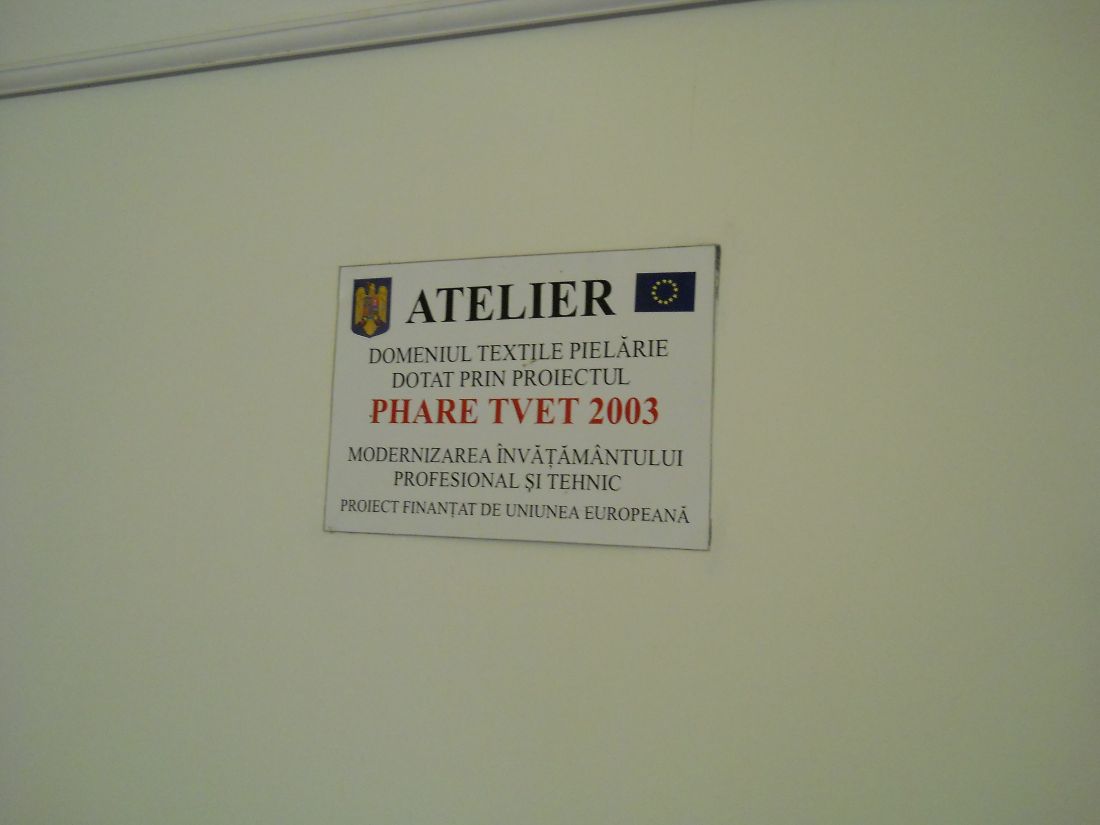 ATELIER
DOMENIUL TEXTILE PIELĂRIE
DOTAT PRIN PROIECTUL
PHARE TVET 2003
MODERNIZAREA ÎNVĂȚĂMÂNTULUI
PROFESIONAL ȘI TEHNIC
PROIECT FINANȚAT DE UNIUNEA EUROPEANĂ